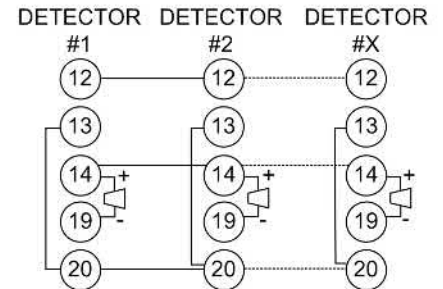 DETECTOR DETECTOR DETECTOR
#1 #2 #X
12 12 12
13 13 13
14 + 14 + 14 +
19 - 19 - 19 -
20 20 20